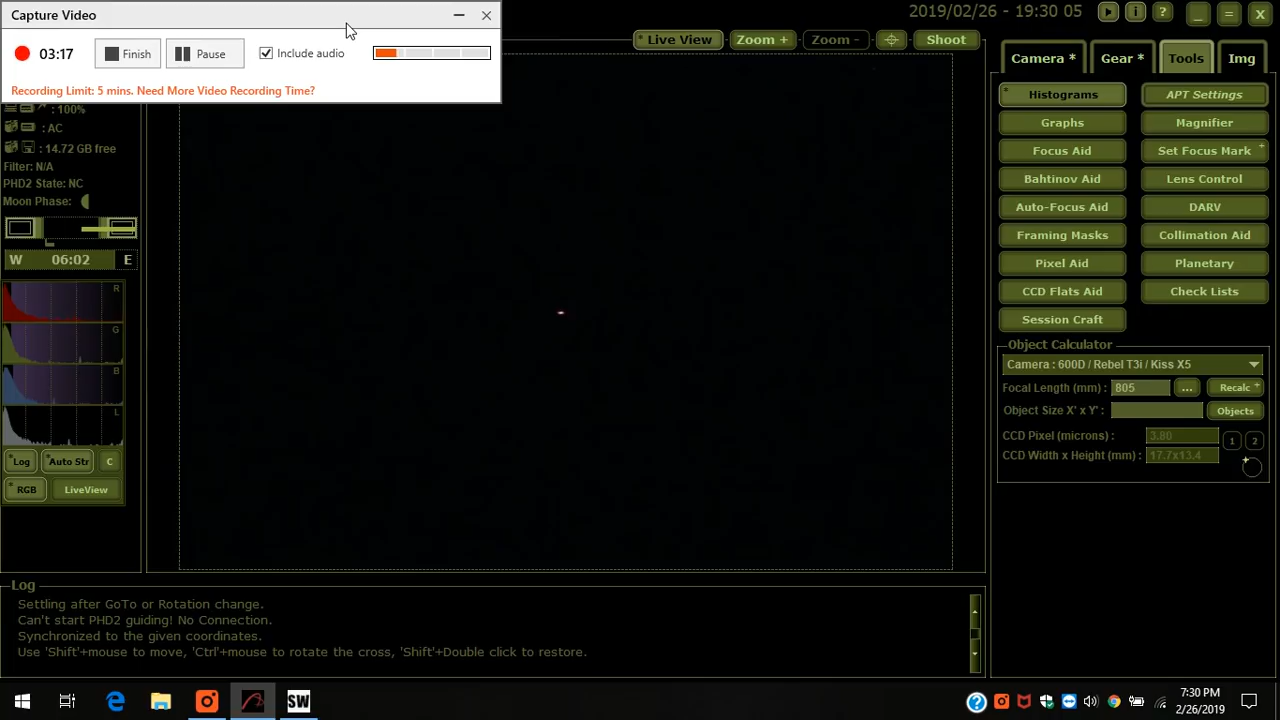 Capture Video
03:17
Finish
Pause
Include audio
Recording Limit: 5 mins. Need More Video Recording Time?
2019/02/26 - 19:30 05
Live View
Zoom +
Zoom -
Shoot
Camera *
Gear *
Tools
Img
: 100%
: AC
: 14.72 GB free
Filter: N/A
PHD2 State: NC
Moon Phase:
W 06:02 E
R
G
B
L
*Log
*Auto Str
C
*RGB
LiveView
* Histograms
APT Settings
Graphs
Magnifier
Focus Aid
Set Focus Mark +
Bahtinov Aid
Lens Control
Auto-Focus Aid
DARV
Framing Masks
Collimation Aid
Pixel Aid
Planetary
CCD Flats Aid
Check Lists
Session Craft
Object Calculator
Camera : 600D / Rebel T3i / Kiss X5
Focal Length (mm) : 805 ... Recalc +
Object Size X' x Y' : Objects
CCD Pixel (microns) : 3.80 1 2
CCD Width x Height (mm) : 17.7x13.4 +
Log
Settling after GoTo or Rotation change.
Can't start PHD2 guiding! No Connection.
Synchronized to the given coordinates.
Use 'Shift'+mouse to move, 'Ctrl'+mouse to rotate the cross, 'Shift'+Double click to restore.
SW
7:30 PM
2/26/2019